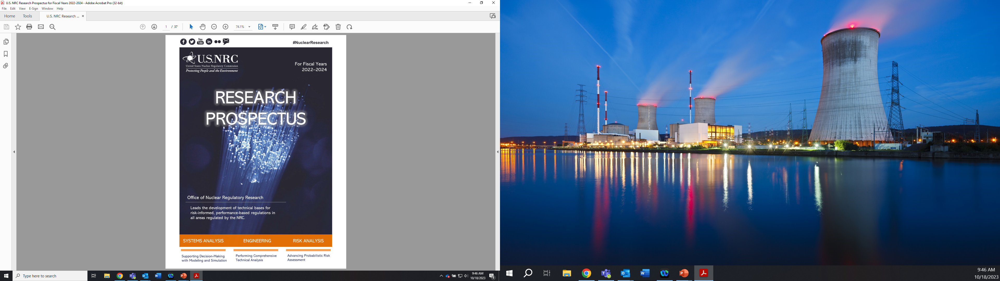 U.S. NRC Research Prospectus for Fiscal Years 2022-2024 - Adobe Acrobat Pro (32-bit)
File Edit View E-Sign Window Help
Home Tools U.S. NRC Research ... ×
1 / 37 74.1%
You
Tube
in
#NuclearResearch
U.S.NRC
United States Nuclear Regulatory Commission
Protecting People and the Environment
For Fiscal Years
2022–2024
RESEARCH
PROSPECTUS
Office of Nuclear Regulatory Research
Leads the development of technical bases for
risk-informed, performance-based regulations in
all areas regulated by the NRC.
SYSTEMS ANALYSIS ENGINEERING RISK ANALYSIS
Supporting Decision-Making
with Modeling and Simulation
Performing Comprehensive
Technical Analysis
Advancing Probabilistic Risk
Assessment
Type here to search
9:46 AM
10/18/2023
6
9:46 AM
10/18/2023